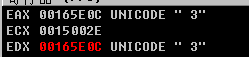 EAX 00165E0C UNICODE " 3"
ECX 0015002E
EDX 00165E0C UNICODE " 3"